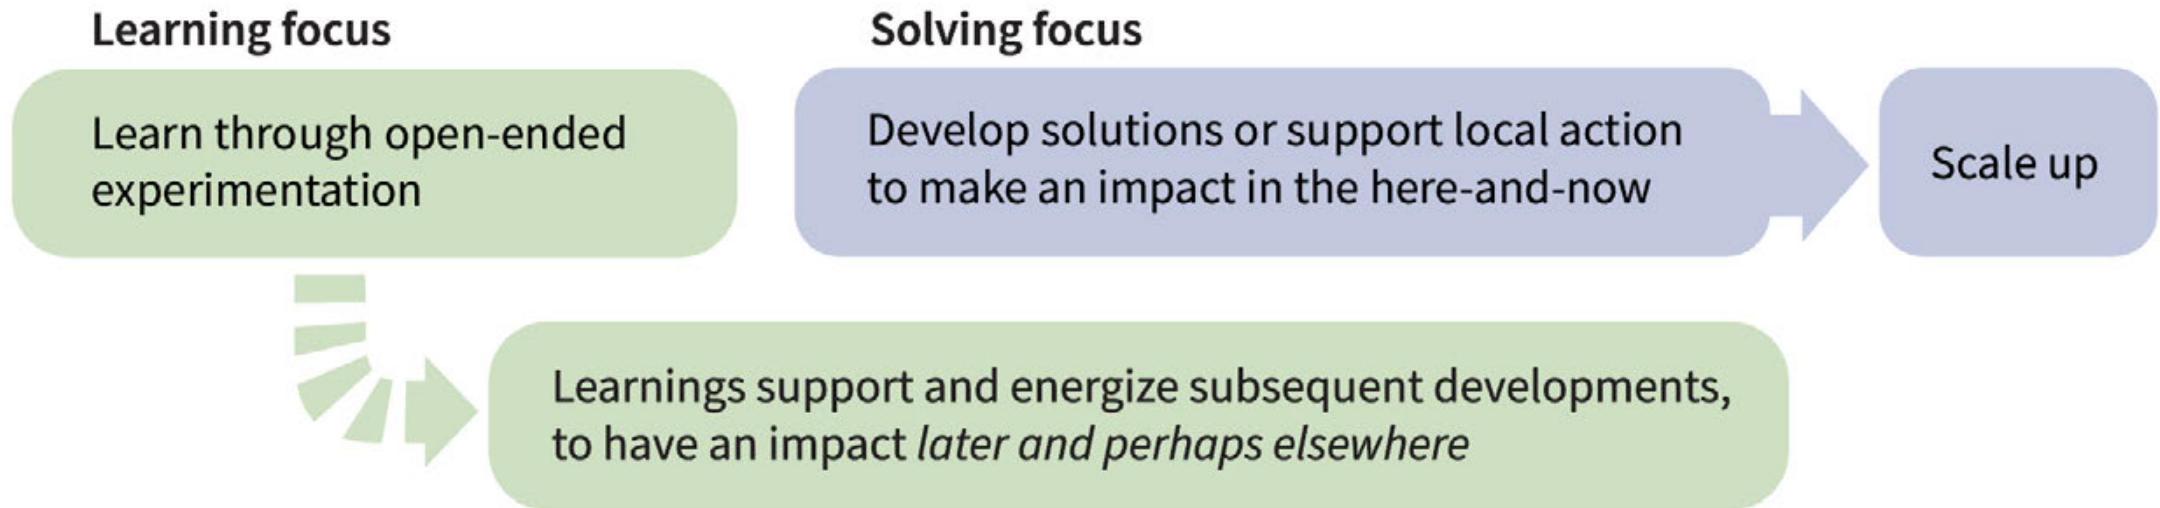 Learning focus
Learn through open-ended
experimentation
Solving focus
Develop solutions or support local action
to make an impact in the here-and-now
Scale up
Learnings support and energize subsequent developments,
to have an impact later and perhaps elsewhere